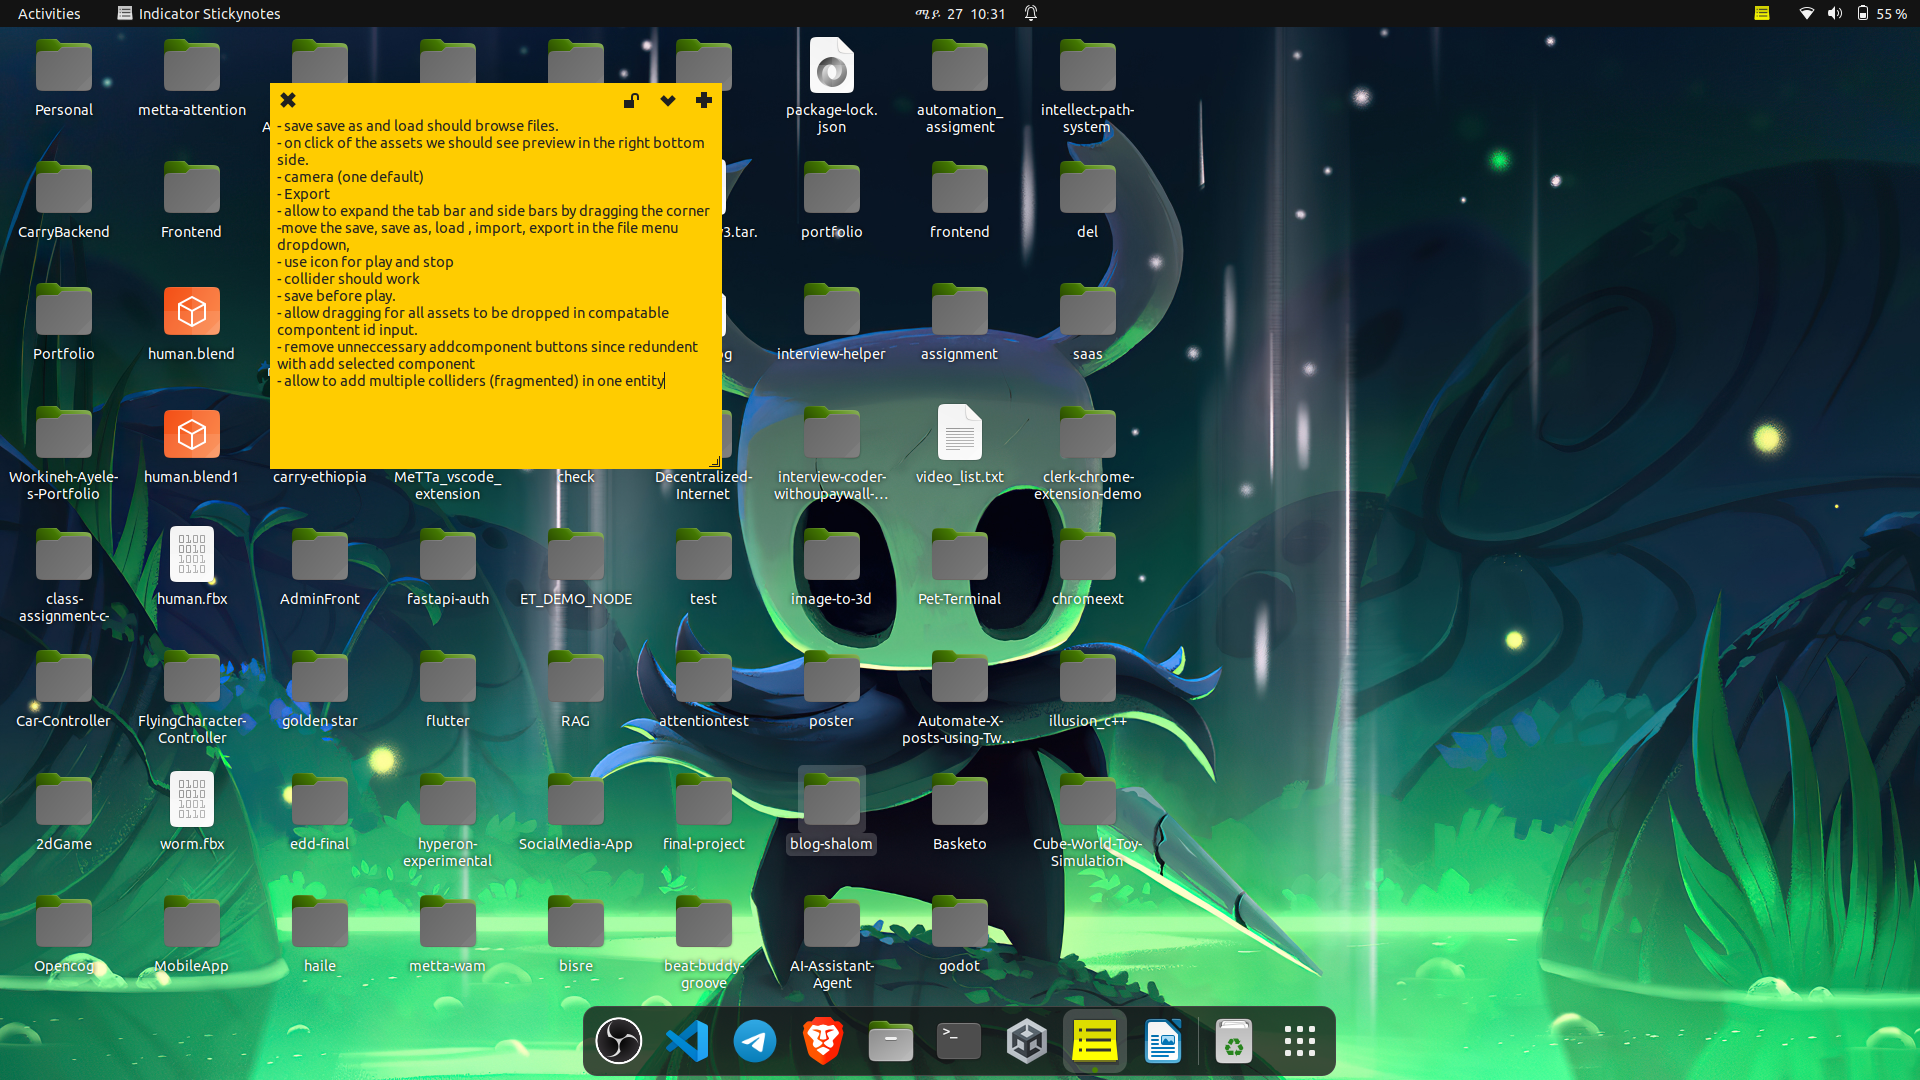 Activities
Indicator Stickynotes
ሜይ 27 10:31
55 %
- save save as and load should browse files.
- on click of the assets we should see preview in the right bottom
side.
- camera (one default)
- Export
- allow to expand the tab bar and side bars by dragging the corner
-move the save, save as, load , import, export in the file menu
dropdown,
- use icon for play and stop
- collider should work
- save before play.
- allow dragging for all assets to be dropped in compatable
compontent id input.
- remove unneccessary addcomponent buttons since redundent
with add selected component
- allow to add multiple colliders (fragmented) in one entity
Personal
metta-attention
package-lock.
json
automation_
assigment
intellect-path-
system
CarryBackend
Frontend
v3.tar.
portfolio
frontend
del
Portfolio
human.blend
interview-helper
assignment
saas
Workineh-Ayele-
s-Portfolio
human.blend1
carry-ethiopia
MeTTa_vscode_
extension
check
Decentralized-
Internet
interview-coder-
withoupaywall-...
video_list.txt
clerk-chrome-
extension-demo
class-
assignment-c-
human.fbx
AdminFront
fastapi-auth
ET_DEMO_NODE
test
image-to-3d
Pet-Terminal
chromeext
Car-Controller
FlyingCharacter-
Controller
golden star
flutter
RAG
attentiontest
poster
Automate-X-
posts-using-Tw...
illusion_c++
2dGame
worm.fbx
edd-final
hyperon-
experimental
SocialMedia-App
final-project
blog-shalom
Basketo
Cube-World-Toy-
Simulation
Opencog
MobileApp
haile
metta-wam
bisre
beat-buddy-
groove
AI-Assistant-
Agent
godot